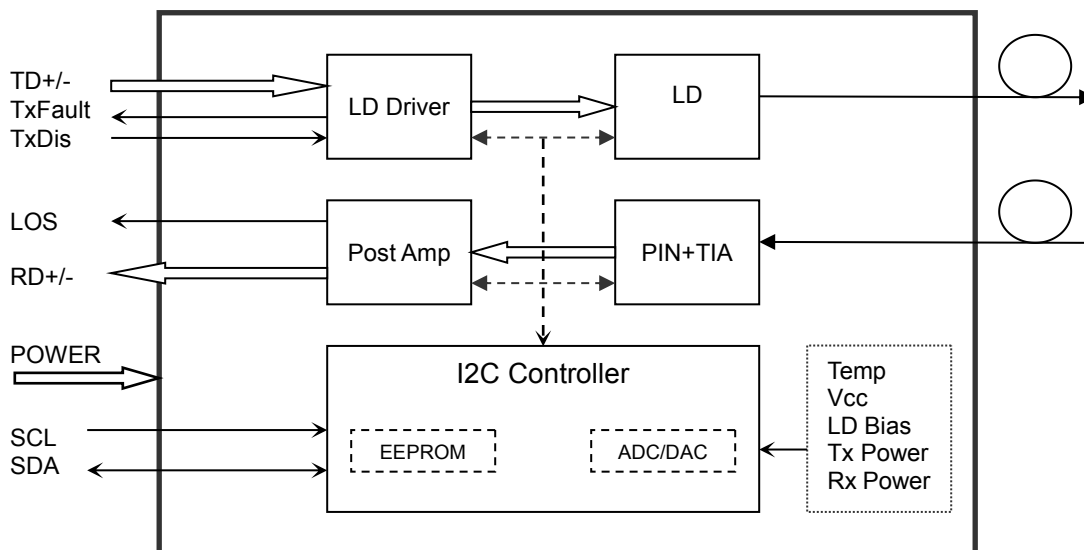 TD+/-
TxFault
TxDis
LD Driver
LD
LOS
RD+/-
Post Amp
PIN+TIA
POWER
SCL
SDA
I2C Controller
EEPROM
ADC/DAC
Temp
Vcc
LD Bias
Tx Power
Rx Power